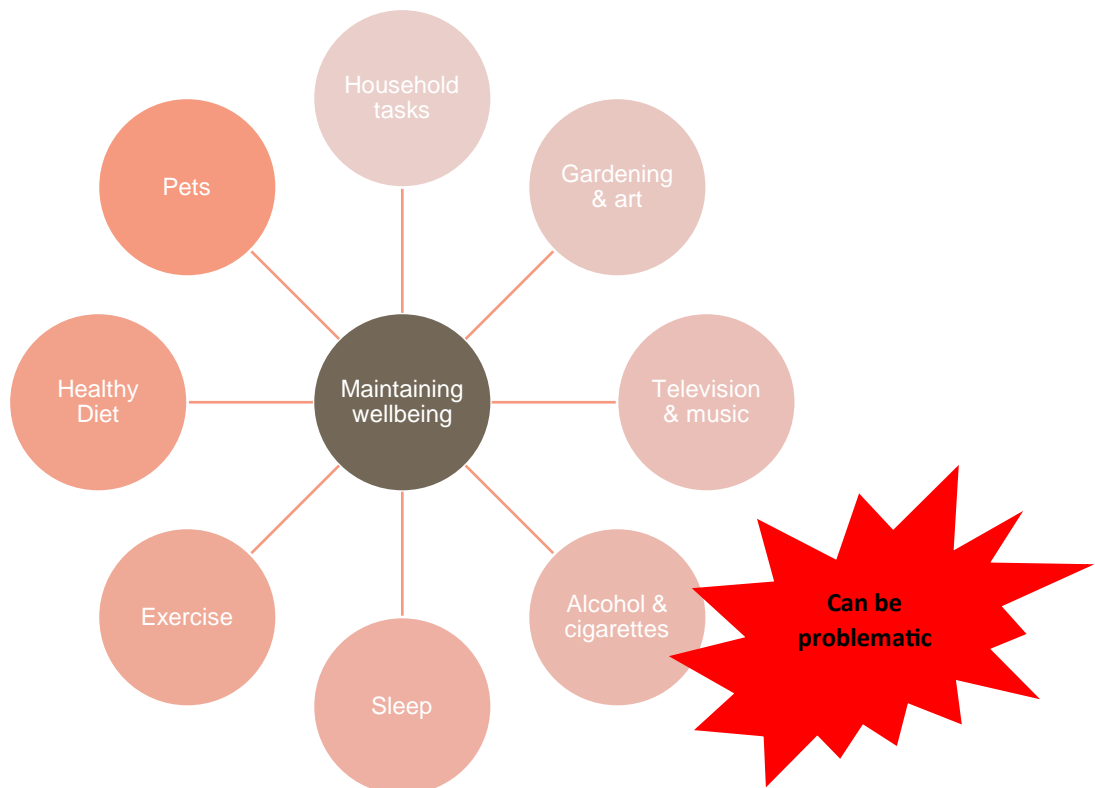 Household
tasks
Gardening
& art
Television
& music
Alcohol &
cigarettes
Can be
problematic
Sleep
Exercise
Healthy
Diet
Pets
Maintaining
wellbeing